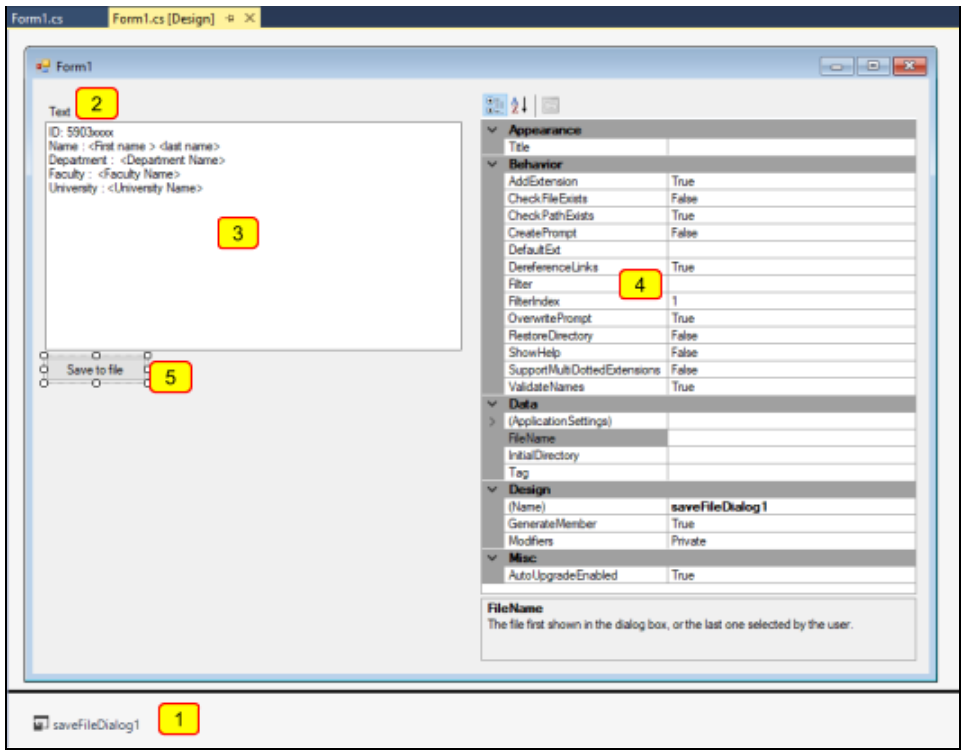 Form1.cs
Form1.cs [Design]
Form1
Text
2
ID: 5903xxxx
Name : <First name > <last name>
Department : <Department Name>
Faculty : <Faculty Name>
University : <University Name>
3
Save to file
5
Appearance
Title
Behavior
AddExtension True
CheckFileExists False
CheckPathExists True
CreatePrompt False
DefaultExt
DereferenceLinks True
4
Filter
FilterIndex 1
OverwritePrompt True
RestoreDirectory False
ShowHelp False
SupportMultiDottedExtensions False
ValidateNames True
Data
(ApplicationSettings)
FileName
InitialDirectory
Tag
Design
(Name) saveFileDialog1
GenerateMember True
Modifiers Private
Misc
AutoUpgradeEnabled True
FileName
The file first shown in the dialog box, or the last one selected by the user.
saveFileDialog1
1